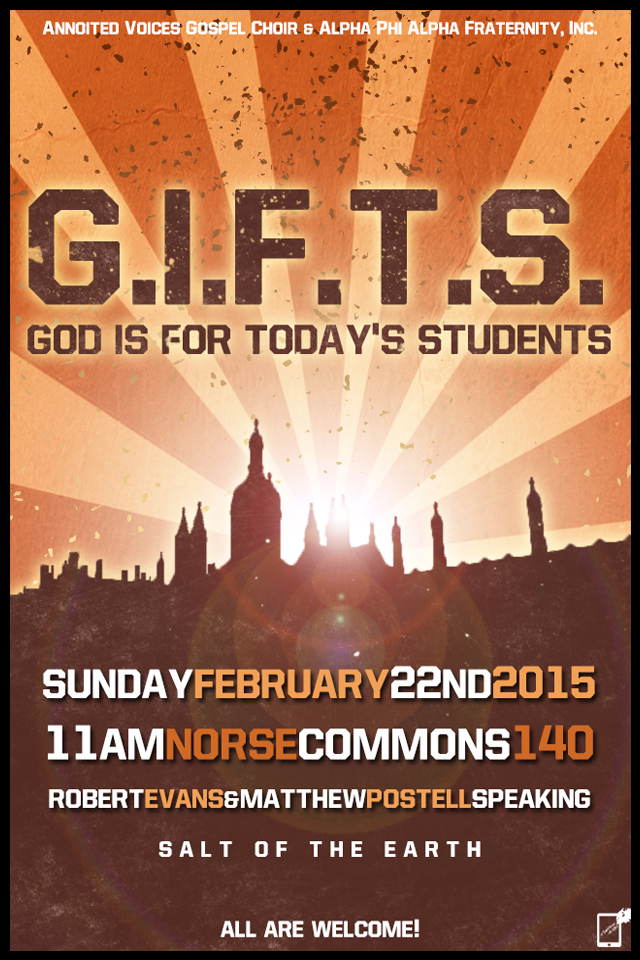 Annoited Voices Gospel Choir & Alpha Phi Alpha Fraternity, Inc.
G.I.F.T.S.
GOD IS FOR TODAY'S STUDENTS
SUNDAYFEBRUARY22ND2015
11AMNORSECOMMONS140
ROBERTEVANS&MATTHEWPOSTELLSPEAKING
SALT OF THE EARTH
ALL ARE WELCOME!